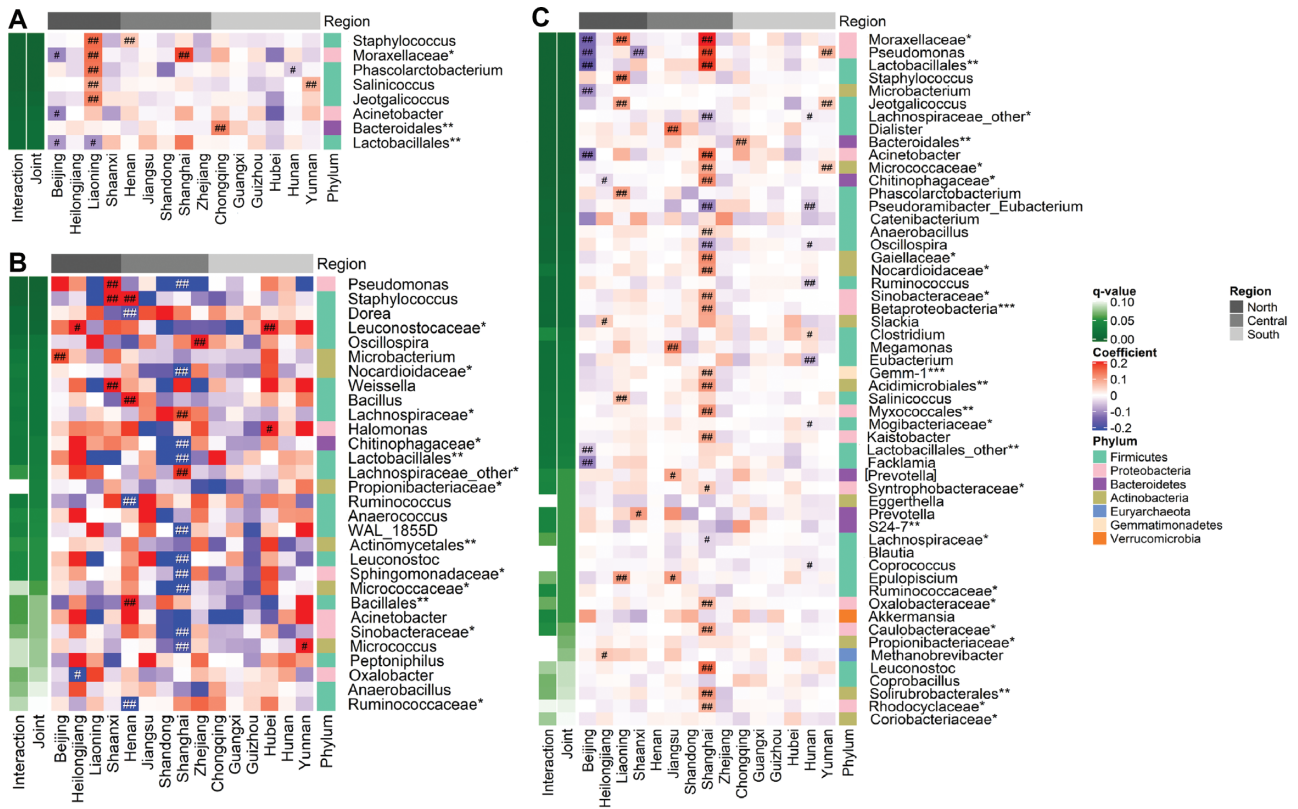 A
Region
Staphylococcus
Moraxellaceae*
Phascolarctobacterium
Salinicoccus
Jeotgalicoccus
Acinetobacter
Bacteroidales**
Lactobacillales**
## ##
# ## ##
## #
## ##
##
#
##
# #
Interaction
Joint
Beijing
Heilongjiang
Liaoning
Shaanxi
Henan
Jiangsu
Shandong
Shanghai
Zhejiang
Chongqing
Guangxi
Guizhou
Hubei
Hunan
Yunnan
Phylum
B
Region
Pseudomonas
Staphylococcus
Dorea
Leuconostocaceae*
Oscillospira
Microbacterium
Nocardioidaceae*
Weissella
Bacillus
Lachnospiraceae*
Halomonas
Chitinophagaceae*
Lactobacillales**
Lachnospiraceae_other*
Propionibacteriaceae*
Ruminococcus
Anaerococcus
WAL_1855D
Actinomycetales**
Leuconostoc
Sphingomonadaceae*
Micrococcaceae*
Bacillales**
Acinetobacter
Sinobacteraceae*
Micrococcus
Peptoniphilus
Oxalobacter
Anaerobacillus
Ruminococcaceae*
## ##
## ##
##
# ##
##
##
##
##
##
##
#
##
##
##
##
##
##
##
##
##
##
## #
#
##
Interaction
Joint
Beijing
Heilongjiang
Liaoning
Shaanxi
Henan
Jiangsu
Shandong
Shanghai
Zhejiang
Chongqing
Guangxi
Guizhou
Hubei
Hunan
Yunnan
Phylum
C
Region
Moraxellaceae*
Pseudomonas
Lactobacillales**
Staphylococcus
Microbacterium
Jeotgalicoccus
Lachnospiraceae_other*
Dialister
Bacteroidales**
Acinetobacter
Micrococcaceae*
Chitinophagaceae*
Phascolarctobacterium
Pseudoramibacter_Eubacterium
Catenibacterium
Anaerobacillus
Oscillospira
Gaiellaceae*
Nocardioidaceae*
Ruminococcus
Sinobacteraceae*
Betaproteobacteria***
Slackia
Clostridium
Megamonas
Eubacterium
Gemm-1***
Acidimicrobiales**
Salinicoccus
Myxococcales**
Mogibacteriaceae*
Kaistobacter
Lactobacillales_other**
Facklamia
[Prevotella]
Syntrophobacteraceae*
Eggerthella
Prevotella
S24-7**
Lachnospiraceae*
Blautia
Coprococcus
Epulopiscium
Ruminococcaceae*
Oxalobacteraceae*
Akkermansia
Caulobacteraceae*
Propionibacteriaceae*
Methanobrevibacter
Leuconostoc
Coprobacillus
Solirubrobacterales**
Rhodocyclaceae*
Coriobacteriaceae*
## ## ##
## ## ## ##
## ##
##
##
## ##
## #
##
##
## ##
## ##
# ##
##
## ##
##
## #
##
##
##
##
##
#
#
##
##
##
##
##
##
#
##
##
##
#
#
#
#
#
## #
##
##
#
##
##
##
Interaction
Joint
Beijing
Heilongjiang
Liaoning
Shaanxi
Henan
Jiangsu
Shandong
Shanghai
Zhejiang
Chongqing
Guangxi
Guizhou
Hubei
Hunan
Yunnan
Phylum
q-value
0.10
0.05
0.00
Coefficient
0.2
0.1
0
-0.1
-0.2
Phylum
Firmicutes
Proteobacteria
Bacteroidetes
Actinobacteria
Euryarchaeota
Gemmatimonadetes
Verrucomicrobia
Region
North
Central
South